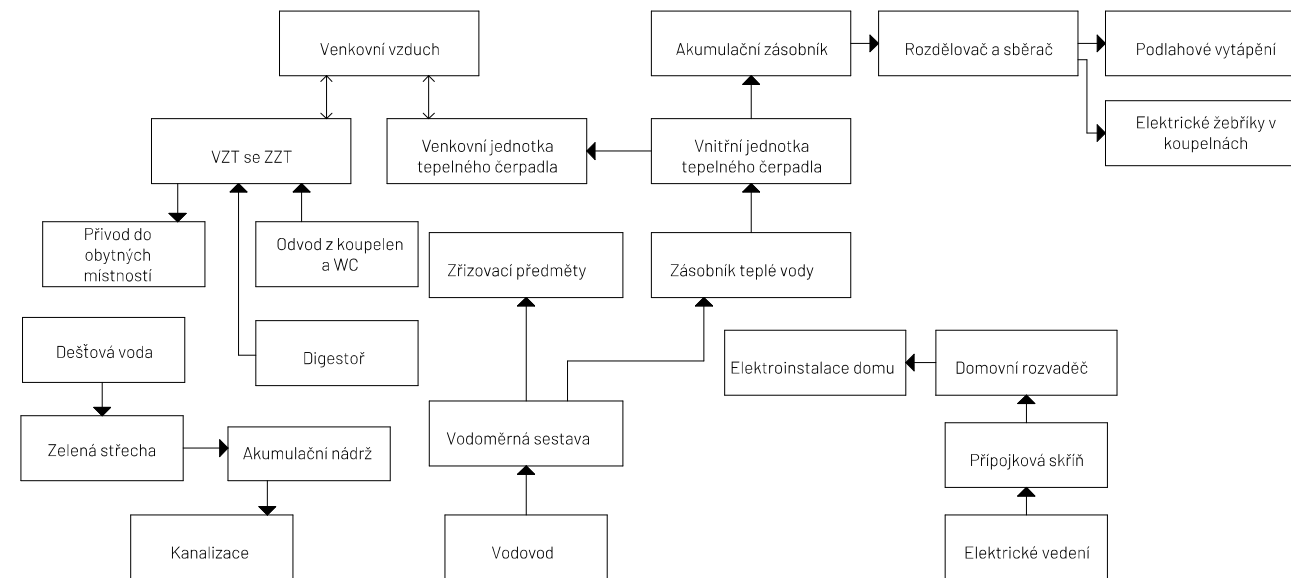 Venkovní vzduch
Akumulační zásobník
Rozdělovač a sběrač
Podlahové vytápění
Elektrické žebříky v
koupelnách
VZT se ZZT
Venkovní jednotka
tepelného čerpadla
Vnitřní jednotka
tepelného čerpadla
Přívod do
obytných
místností
Odvod z koupelen
a WC
Zřizovací předměty
Zásobník teplé vody
Dešťová voda
Digestoř
Elektroinstalace domu
Domovní rozvaděč
Zelená střecha
Akumulační nádrž
Vodoměrná sestava
Přípojková skříň
Kanalizace
Vodovod
Elektrické vedení